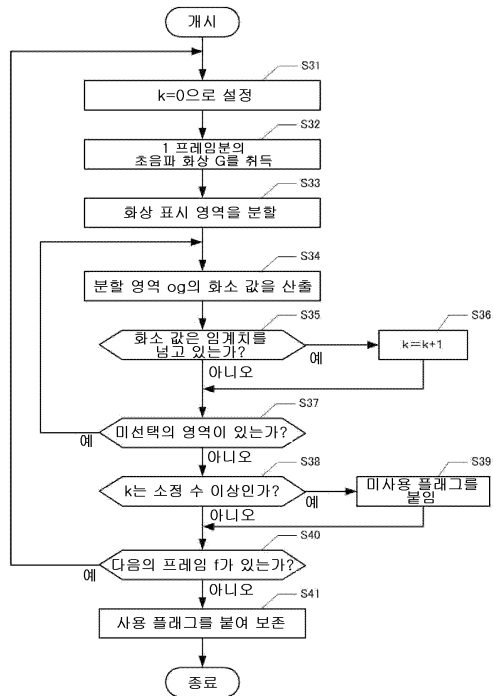 개시
S31
k=0으로 설정
S32
1 프레임분의
초음파 화상 G를 취득
S33
화상 표시 영역을 분할
S34
분할 영역 og의 화소 값을 산출
S35
화소 값은 임계치를
넘고 있는가?
예
S36
k=k+1
아니오
S37
미선택의 영역이 있는가?
예
아니오
S38
k는 소정 수 이상인가?
예
S39
미사용 플래그를
붙임
아니오
S40
다음의 프레임 f가 있는가?
예
아니오
S41
사용 플래그를 붙여 보존
종료